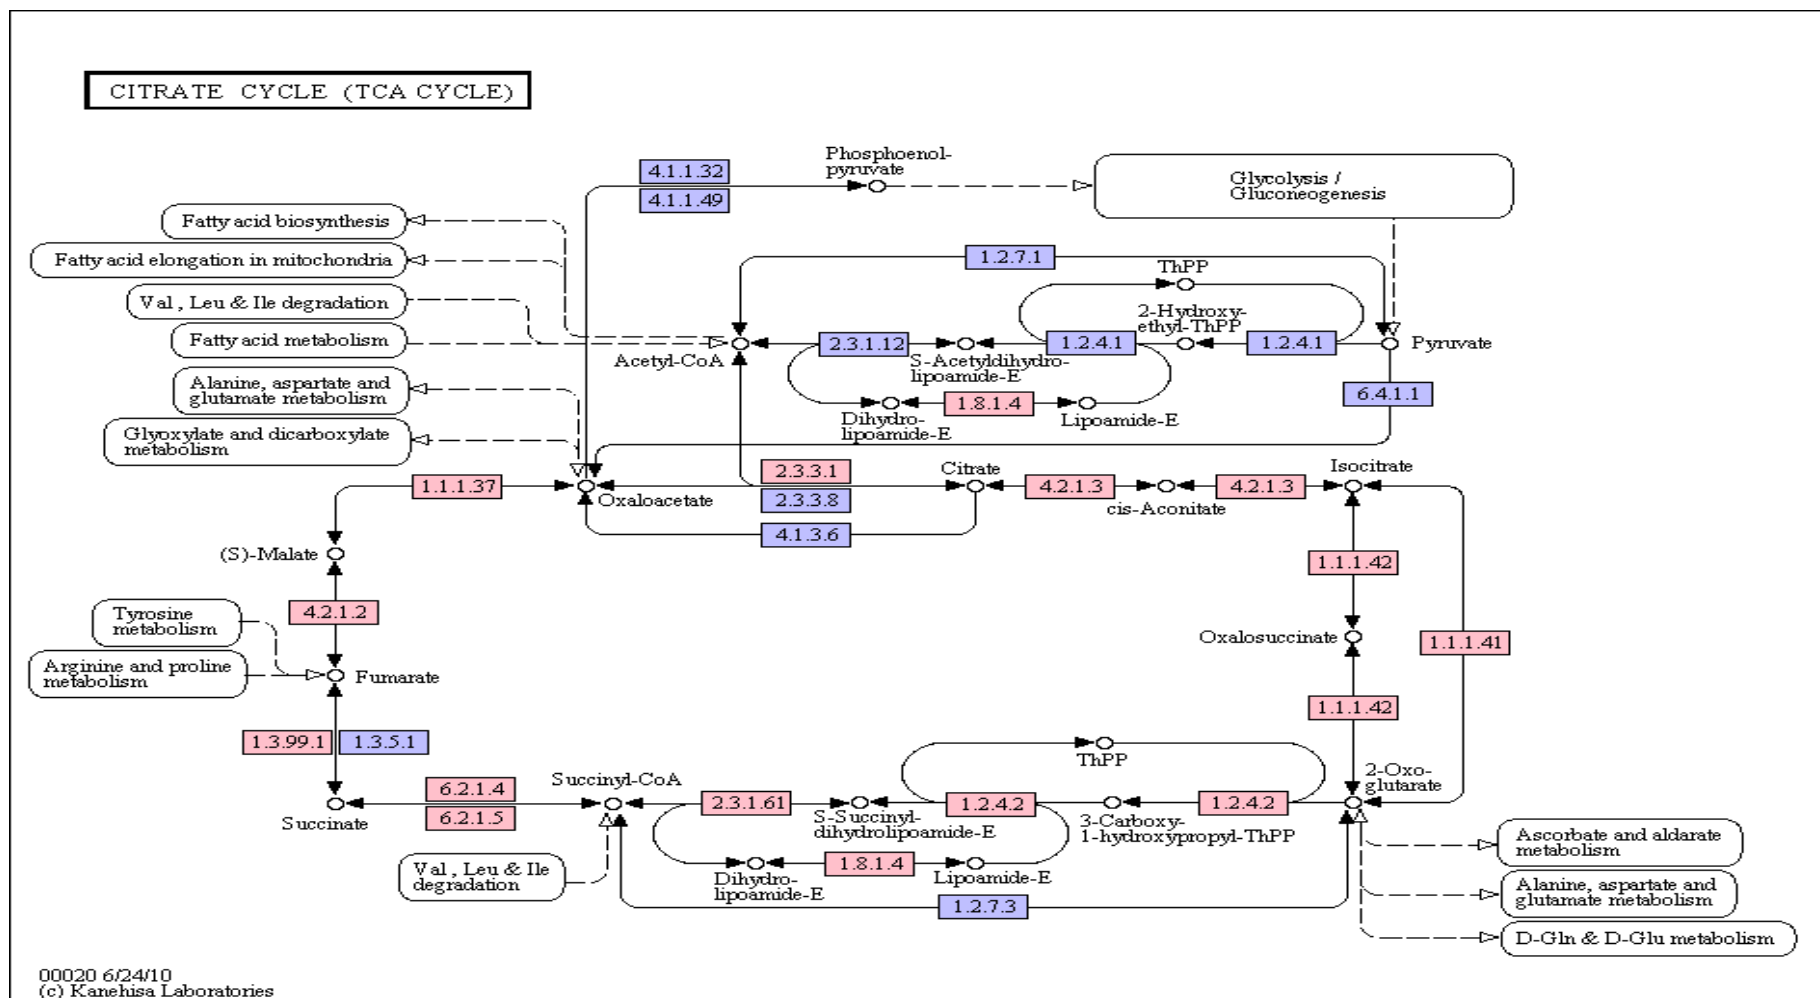 CITRATE CYCLE (TCA CYCLE)
Phosphoenol-
pyruvate
4.1.1.32
4.1.1.49
Glycolysis /
Gluconeogenesis
Fatty acid biosynthesis
Fatty acid elongation in mitochondria
Val , Leu & Ile degradation
Fatty acid metabolism
Alanine, aspartate and
glutamate metabolism
Glyoxylate and dicarboxylate
metabolism
1.2.7.1
ThPP
2-Hydroxy-
ethyl-ThPP
Acetyl-CoA
2.3.1.12
S-Acetyldihydro-
lipoamide-E
1.2.4.1
1.2.4.1
Pyruvate
6.4.1.1
Dihydro-
lipoamide-E
1.8.1.4
Lipoamide-E
1.1.1.37
Oxaloacetate
2.3.3.1
2.3.3.8
4.1.3.6
Citrate
4.2.1.3
cis-Aconitate
4.2.1.3
Isocitrate
(S)-Malate
1.1.1.42
4.2.1.2
Tyrosine
metabolism
Oxalosuccinate
1.1.1.41
Arginine and proline
metabolism
Fumarate
1.1.1.42
1.3.99.1
1.3.5.1
ThPP
Succinate
6.2.1.4
6.2.1.5
Succinyl-CoA
2.3.1.61
S-Succinyl-
dihydrolipoamide-E
1.2.4.2
3-Carboxy-
1-hydroxypropyl-ThPP
1.2.4.2
2-Oxo-
glutarate
Val , Leu & Ile
degradation
Dihydro-
lipoamide-E
1.8.1.4
Lipoamide-E
1.2.7.3
Ascorbate and aldarate
metabolism
Alanine, aspartate and
glutamate metabolism
D-Gln & D-Glu metabolism
00020 6/24/10
(c) Kanehisa Laboratories